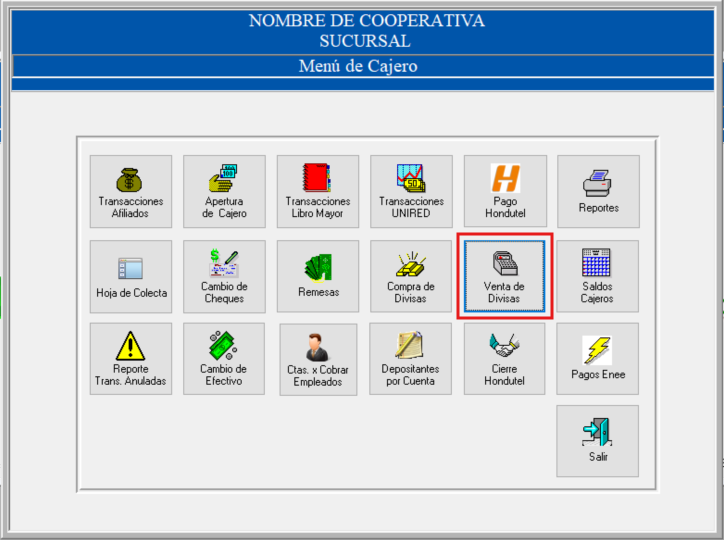 NOMBRE DE COOPERATIVA
SUCURSAL
Menú de Cajero
Transacciones
Afiliados
Apertura
de Cajero
Transacciones
Libro Mayor
Transacciones
UNIRED
Pago
Hondutel
Reportes
Hoja de Colecta
Cambio de
Cheques
Remesas
Compra de
Divisas
Venta de
Divisas
Saldos
Cajeros
Reporte
Trans. Anuladas
Cambio de
Efectivo
Ctas. x Cobrar
Empleados
Depositantes
por Cuenta
Cierre
Hondutel
Pagos Enee
Salir